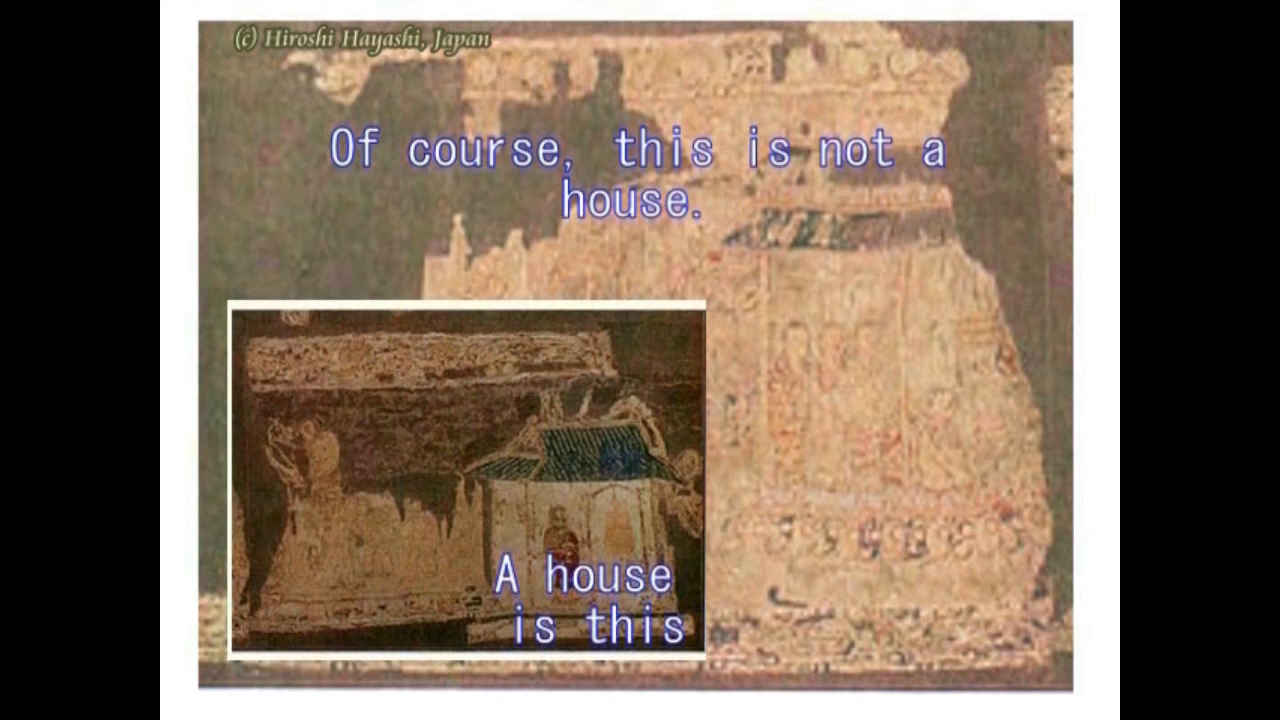 (c) Hiroshi Hayashi, Japan
Of course, this is not a
house.
A house
is this